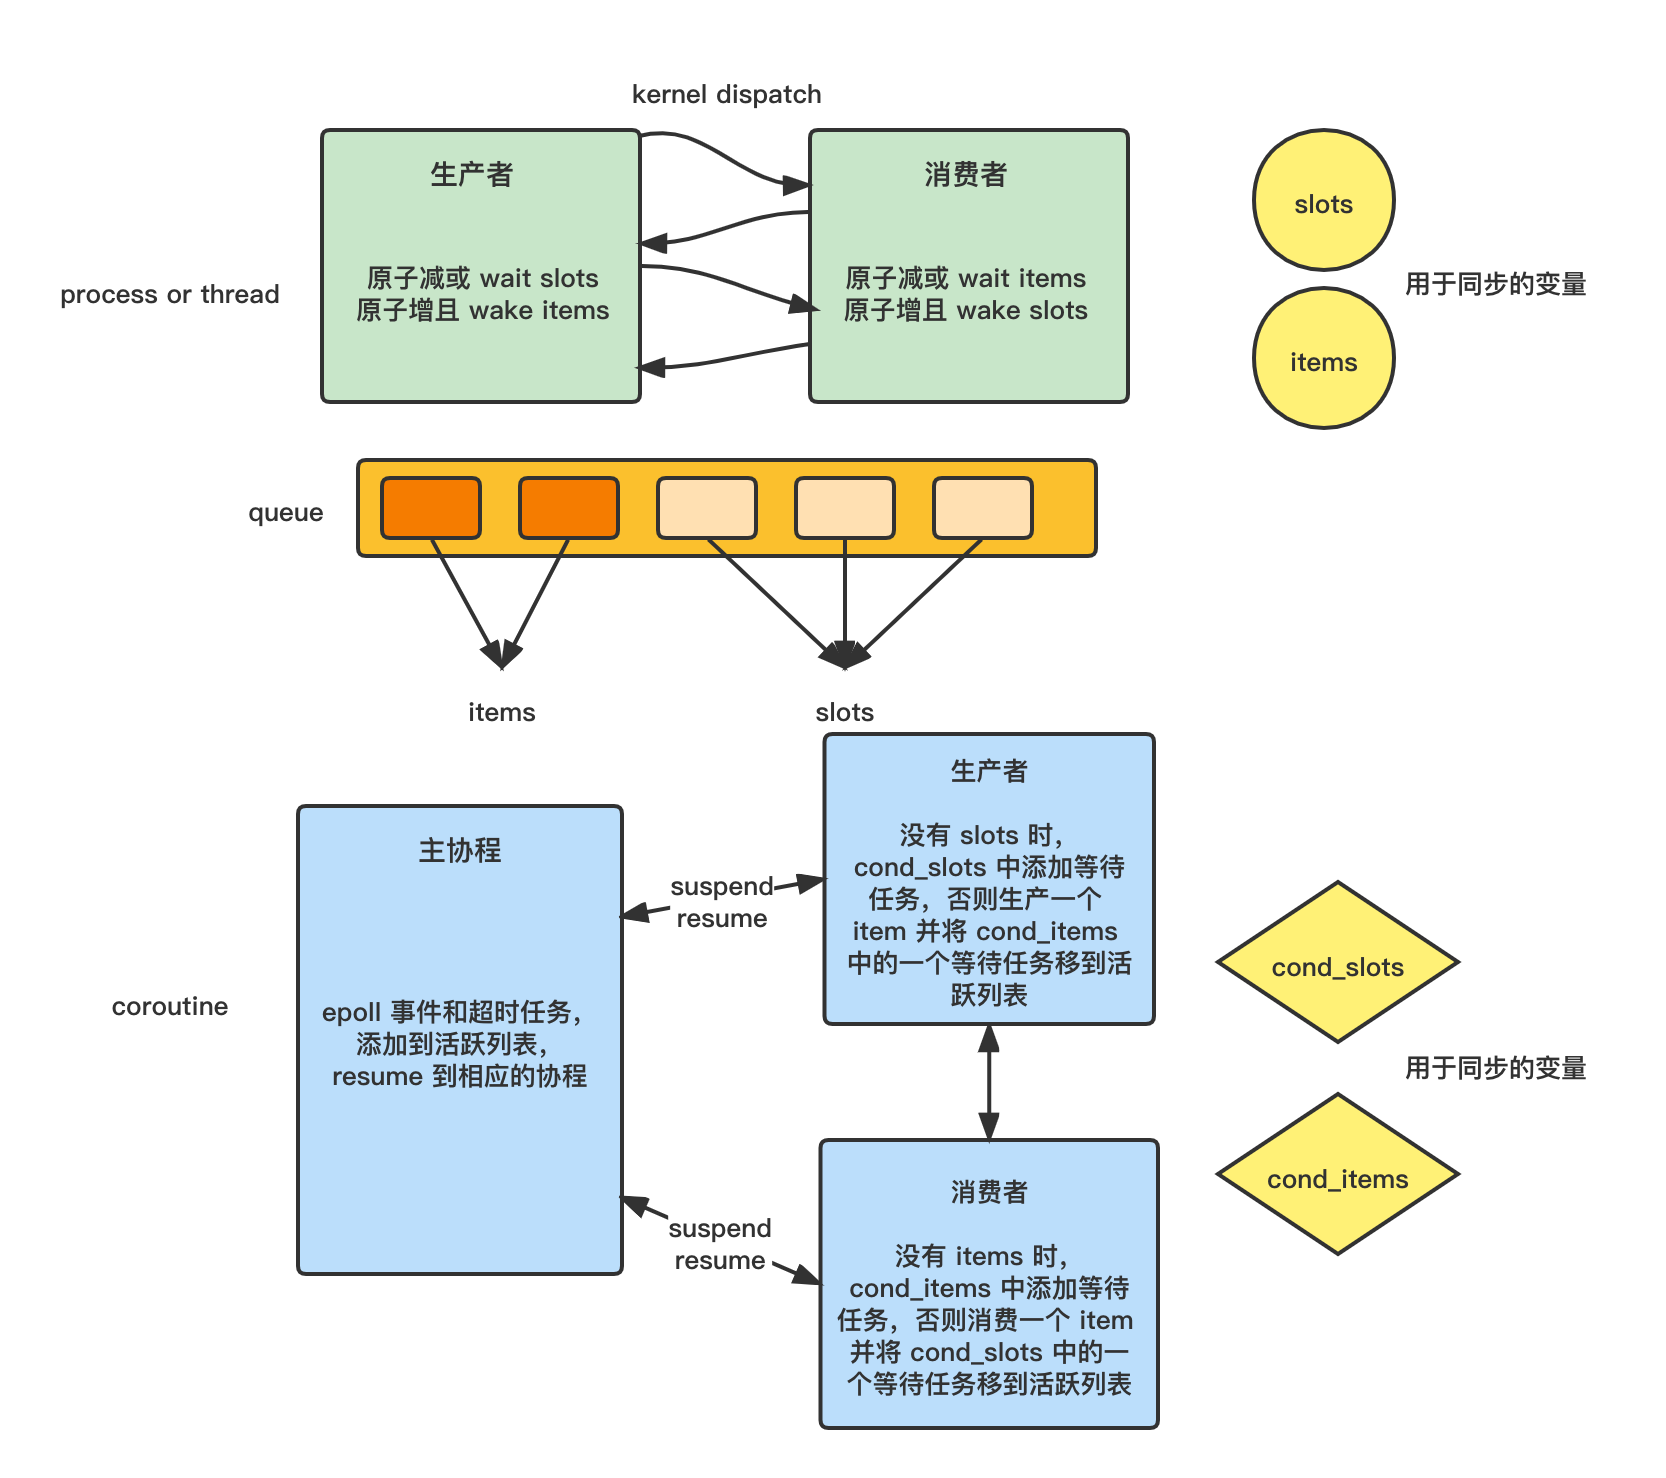 kernel dispatch
生产者
消费者
slots
原子减或 wait slots
原子增且 wake items
原子减或 wait items
原子增且 wake slots
process or thread
用于同步的变量
items
queue
items
slots
生产者
没有 slots 时，
cond_slots 中添加等待
任务，否则生产一个
item 并将 cond_items
中的一个等待任务移到活
跃列表
主协程
suspend
resume
epoll 事件和超时任务，
添加到活跃列表，
resume 到相应的协程
coroutine
cond_slots
用于同步的变量
cond_items
suspend
resume
消费者
没有 items 时，
cond_items 中添加等待
任务，否则消费一个 item
并将 cond_slots 中的一
个等待任务移到活跃列表